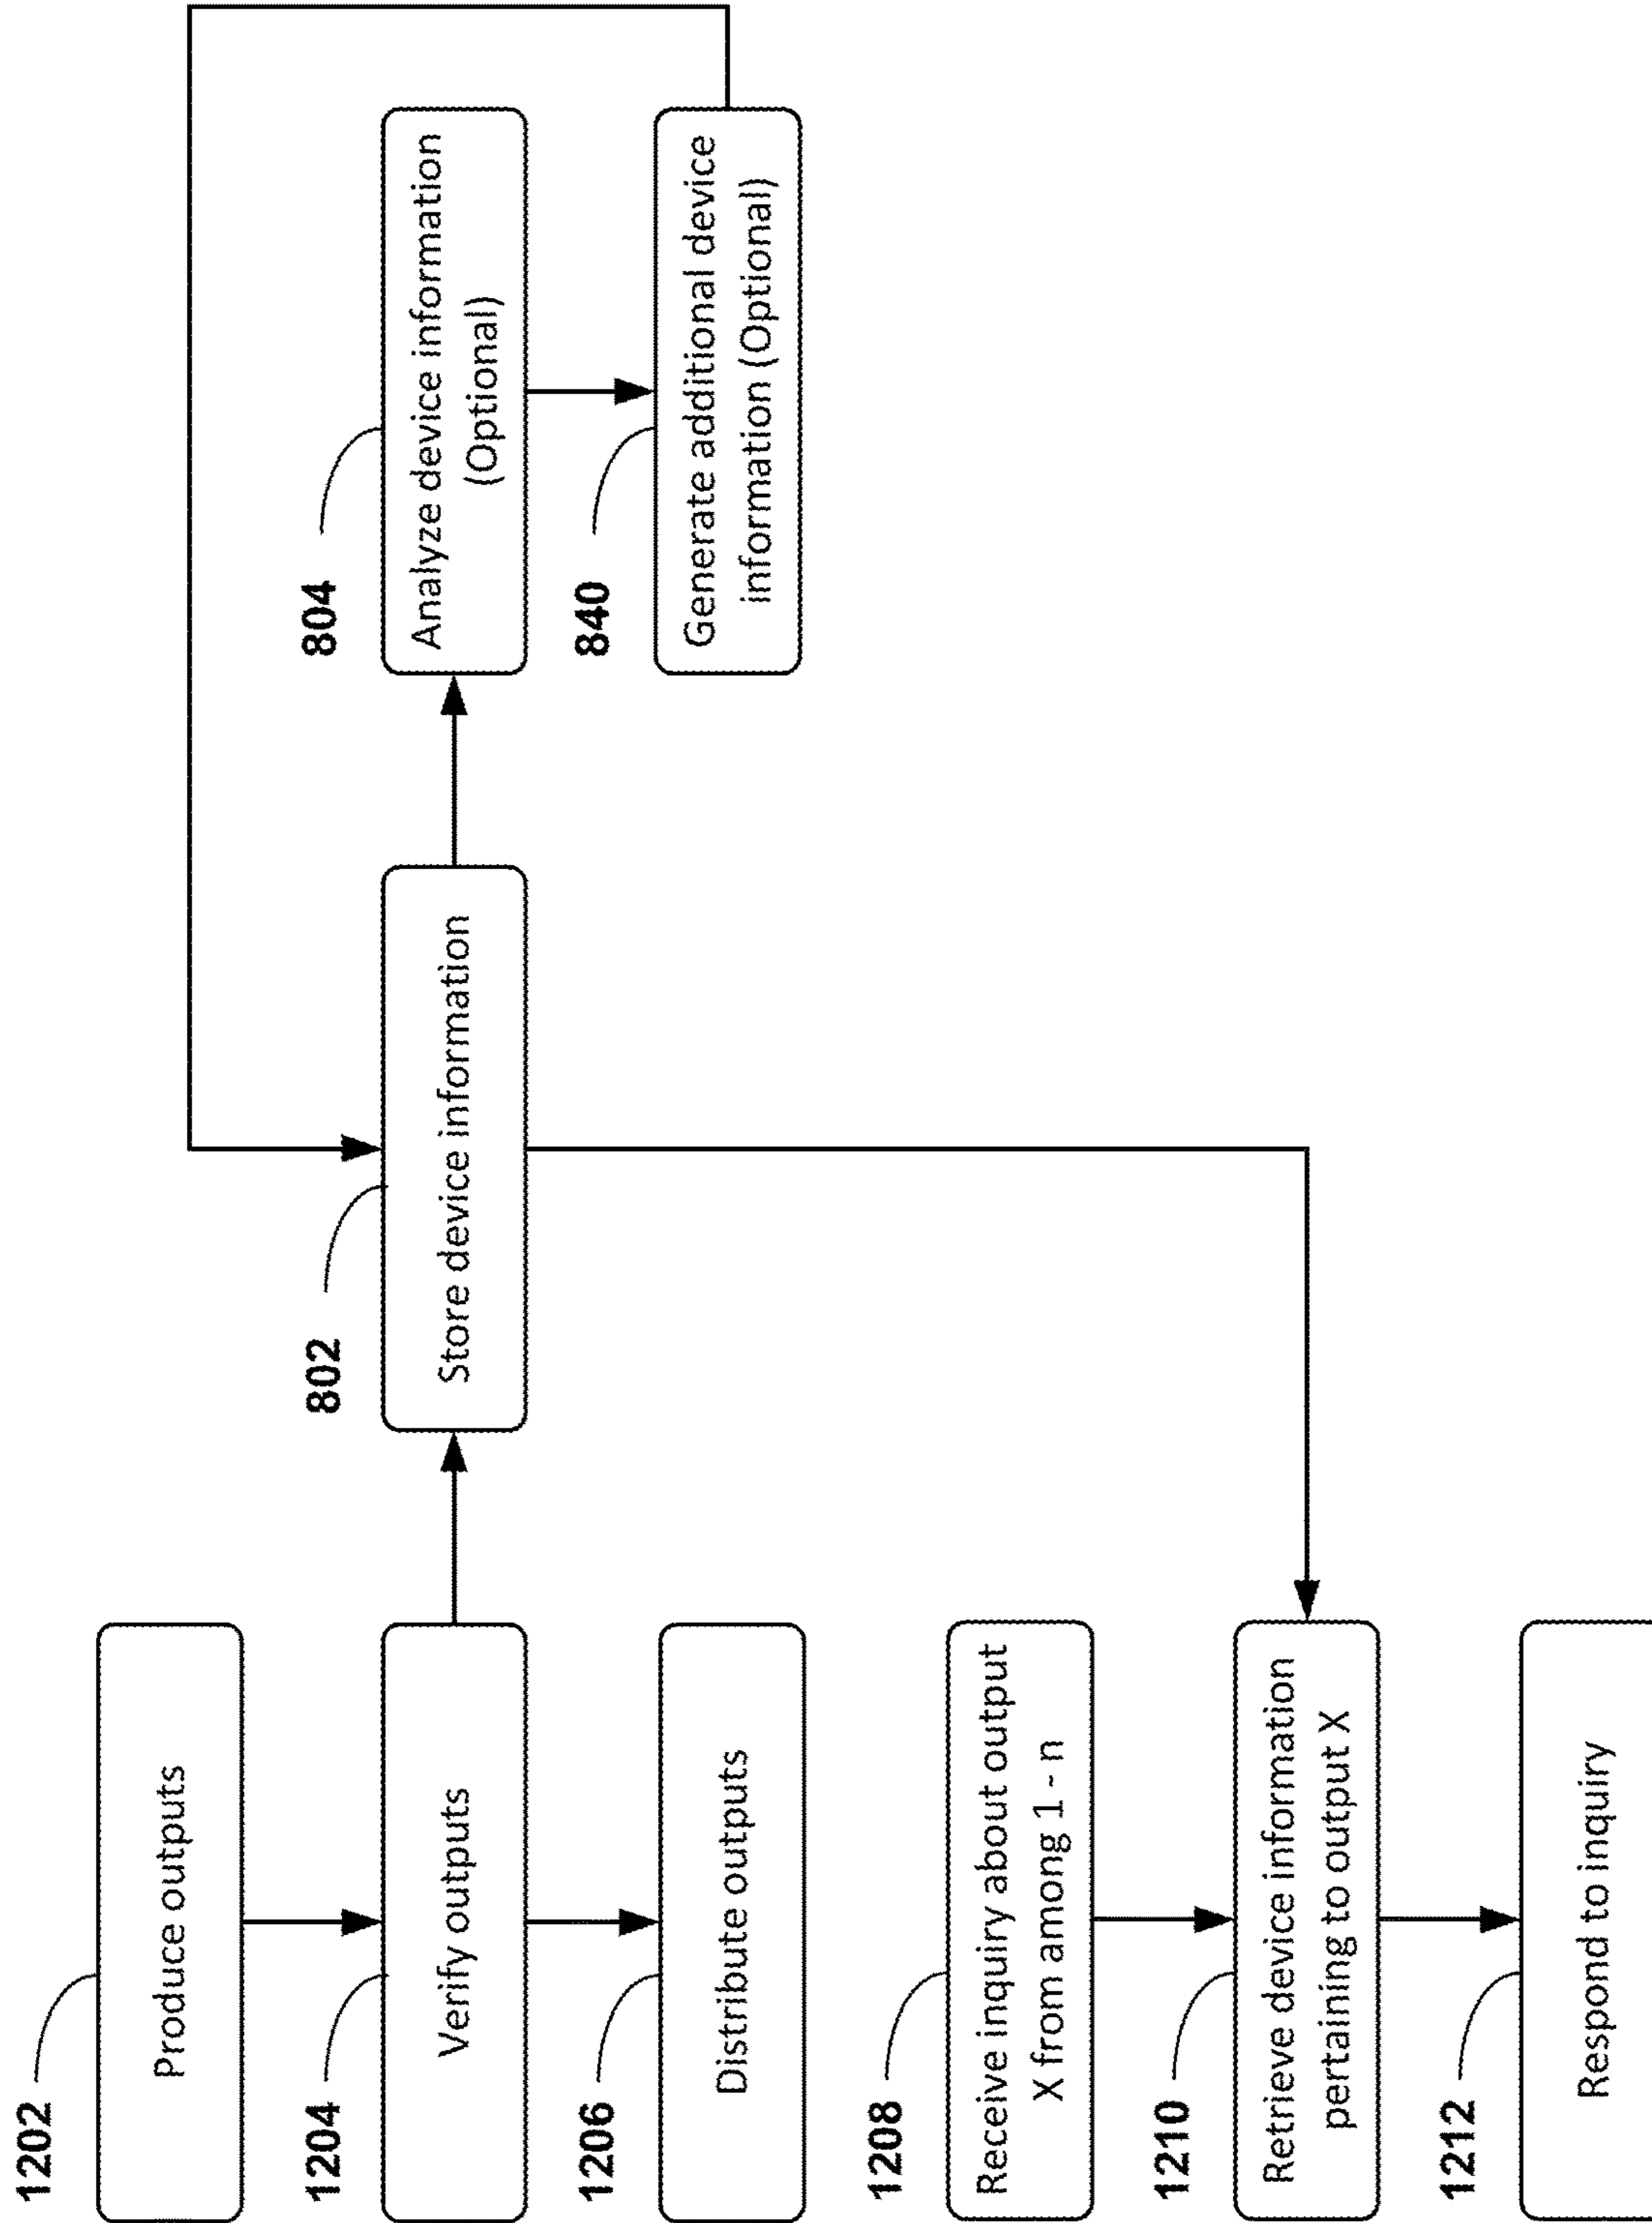 1202
Produce outputs
1204
Verify outputs
1206
Distribute outputs
802
Store device information
804
Analyze device information
(Optional)
840
Generate additional device
information (Optional)
1208
Receive inquiry about output
X from among 1 - n
1210
Retrieve device information
pertaining to output X
1212
Respond to inquiry